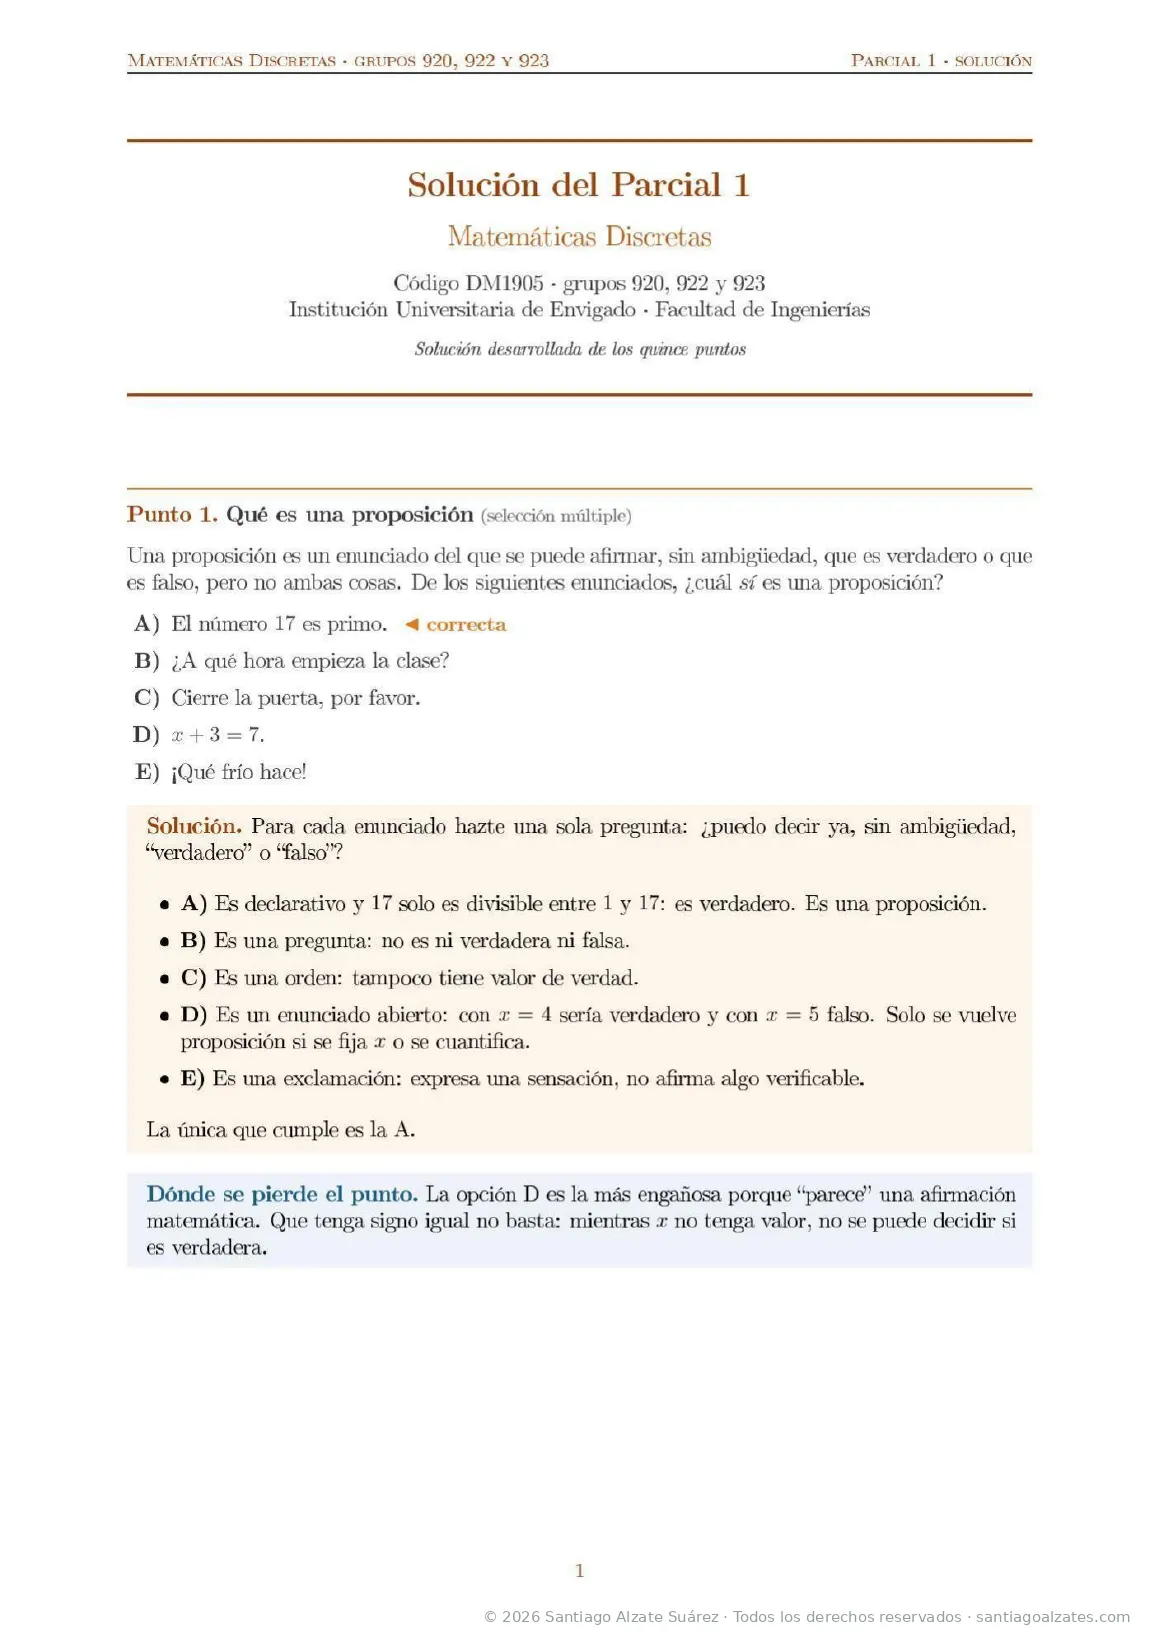 Matemáticas Discretas · grupos 920, 922 y 923
Parcial 1 · solución
Solución del Parcial 1
Matemáticas Discretas
Código DM1905 · grupos 920, 922 y 923
Institución Universitaria de Envigado · Facultad de Ingenierías
Solución desarrollada de los quince puntos
Punto 1. Qué es una proposición (selección múltiple)
Una proposición es un enunciado del que se puede afirmar, sin ambigüedad, que es verdadero o que
es falso, pero no ambas cosas. De los siguientes enunciados, ¿cuál sí es una proposición?
A) El número 17 es primo. ◄ correcta
B) ¿A qué hora empieza la clase?
C) Cierre la puerta, por favor.
D) x + 3 = 7.
E) ¡Qué frío hace!
Solución. Para cada enunciado hazte una sola pregunta: ¿puedo decir ya, sin ambigüedad,
“verdadero” o “falso”?
• A) Es declarativo y 17 solo es divisible entre 1 y 17: es verdadero. Es una proposición.
• B) Es una pregunta: no es ni verdadera ni falsa.
• C) Es una orden: tampoco tiene valor de verdad.
• D) Es un enunciado abierto: con x = 4 sería verdadero y con x = 5 falso. Solo se vuelve
proposición si se fija x o se cuantifica.
• E) Es una exclamación: expresa una sensación, no afirma algo verificable.
La única que cumple es la A.
Dónde se pierde el punto. La opción D es la más engañosa porque “parece” una afirmación
matemática. Que tenga signo igual no basta: mientras x no tenga valor, no se puede decidir si
es verdadera.
1
© 2026 Santiago Alzate Suárez · Todos los derechos reservados · santiagoalzates.com